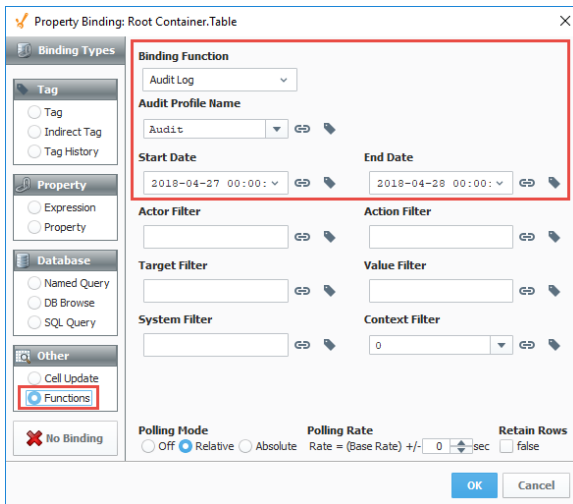 Property Binding: Root Container.Table
Binding Types
Tag
Tag
Indirect Tag
Tag History
Property
Expression
Property
Database
Named Query
DB Browse
SQL Query
Other
Cell Update
Functions
No Binding
Binding Function
Audit Log
Audit Profile Name
Audit
Start Date End Date
2018-04-27 00:00: 2018-04-28 00:00:
Actor Filter Action Filter
Target Filter Value Filter
System Filter Context Filter
0
Polling Mode Polling Rate Retain Rows
Off Relative Absolute Rate = (Base Rate) +/- 0 sec false
OK Cancel